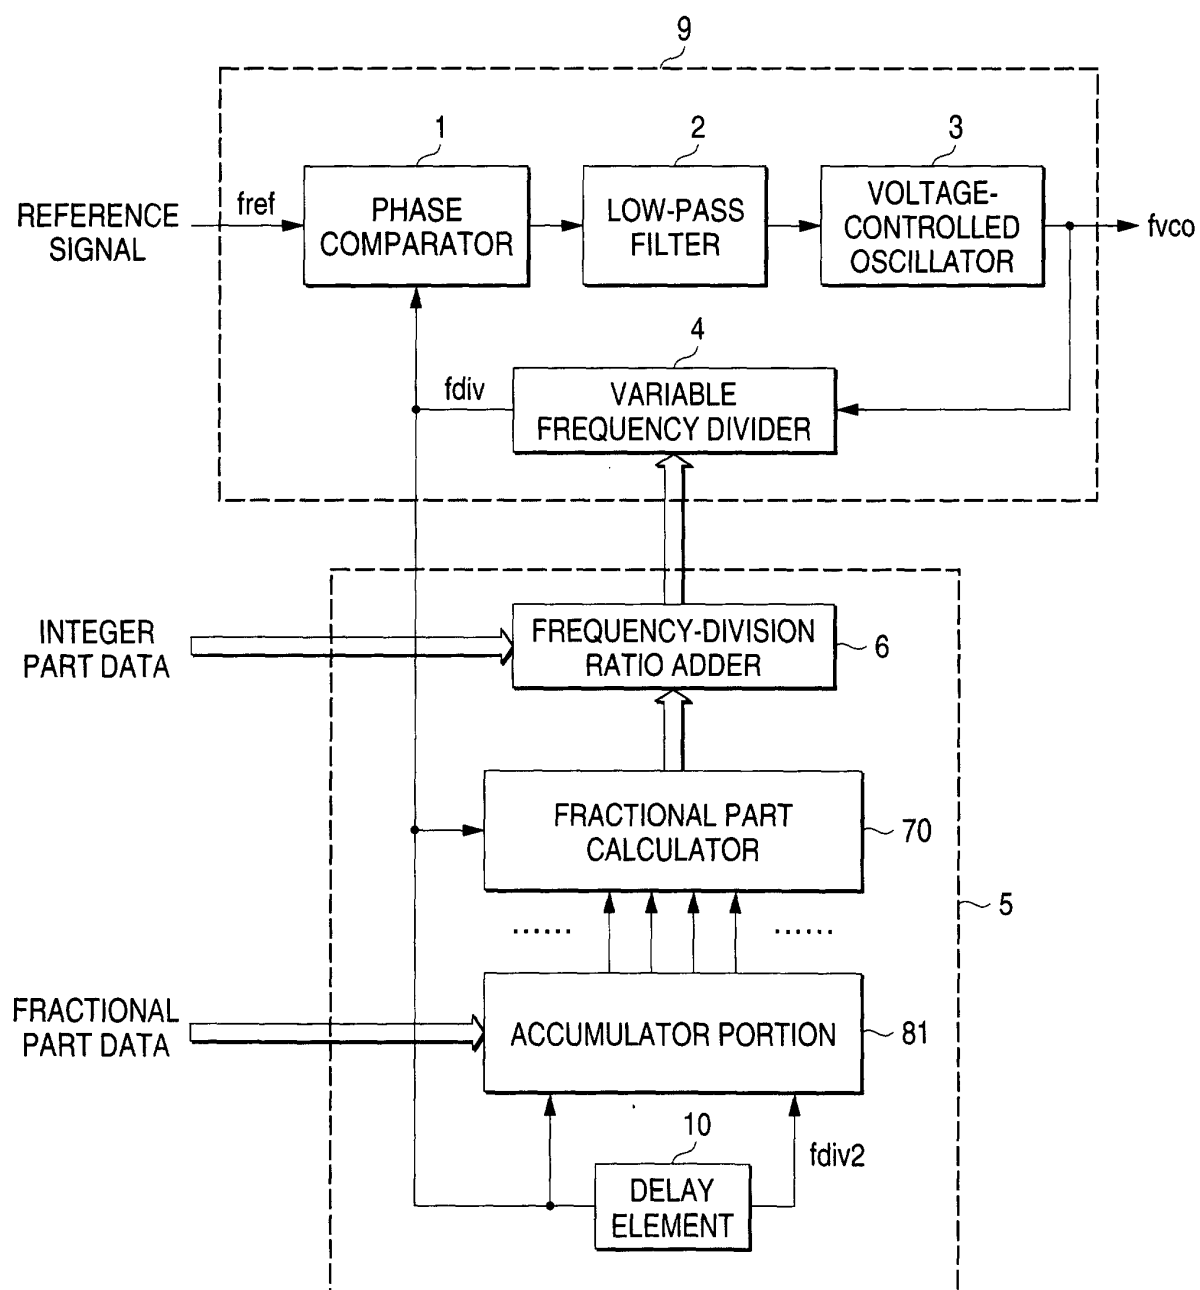 9
1
2
3
REFERENCE
SIGNAL
fref
PHASE
COMPARATOR
LOW-PASS
FILTER
VOLTAGE-
CONTROLLED
OSCILLATOR
fvco
4
fdiv
VARIABLE
FREQUENCY DIVIDER
INTEGER
PART DATA
FREQUENCY-DIVISION
RATIO ADDER
6
FRACTIONAL PART
CALCULATOR
70
5
......
......
FRACTIONAL
PART DATA
ACCUMULATOR PORTION
81
10
fdiv2
DELAY
ELEMENT